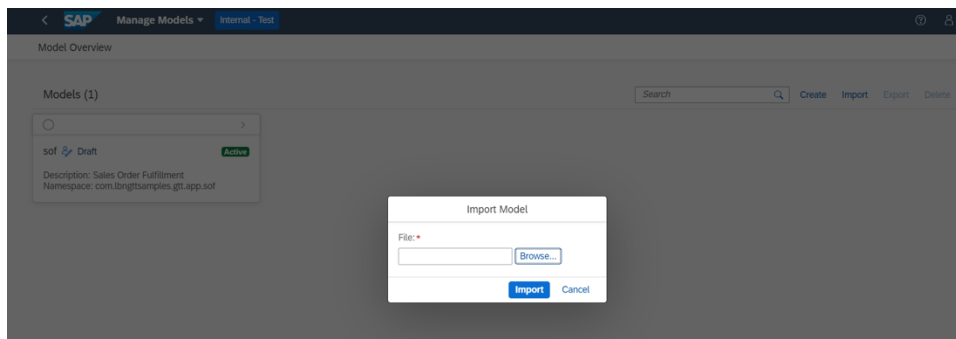 SAP Manage Models Internal - Test
Model Overview
Models (1)
Search Create Import Export Delete
sof Draft Active
Description: Sales Order Fulfillment
Namespace: com.lbngttsamples.gtt.app.sof
Import Model
File: *
Browse...
Import Cancel